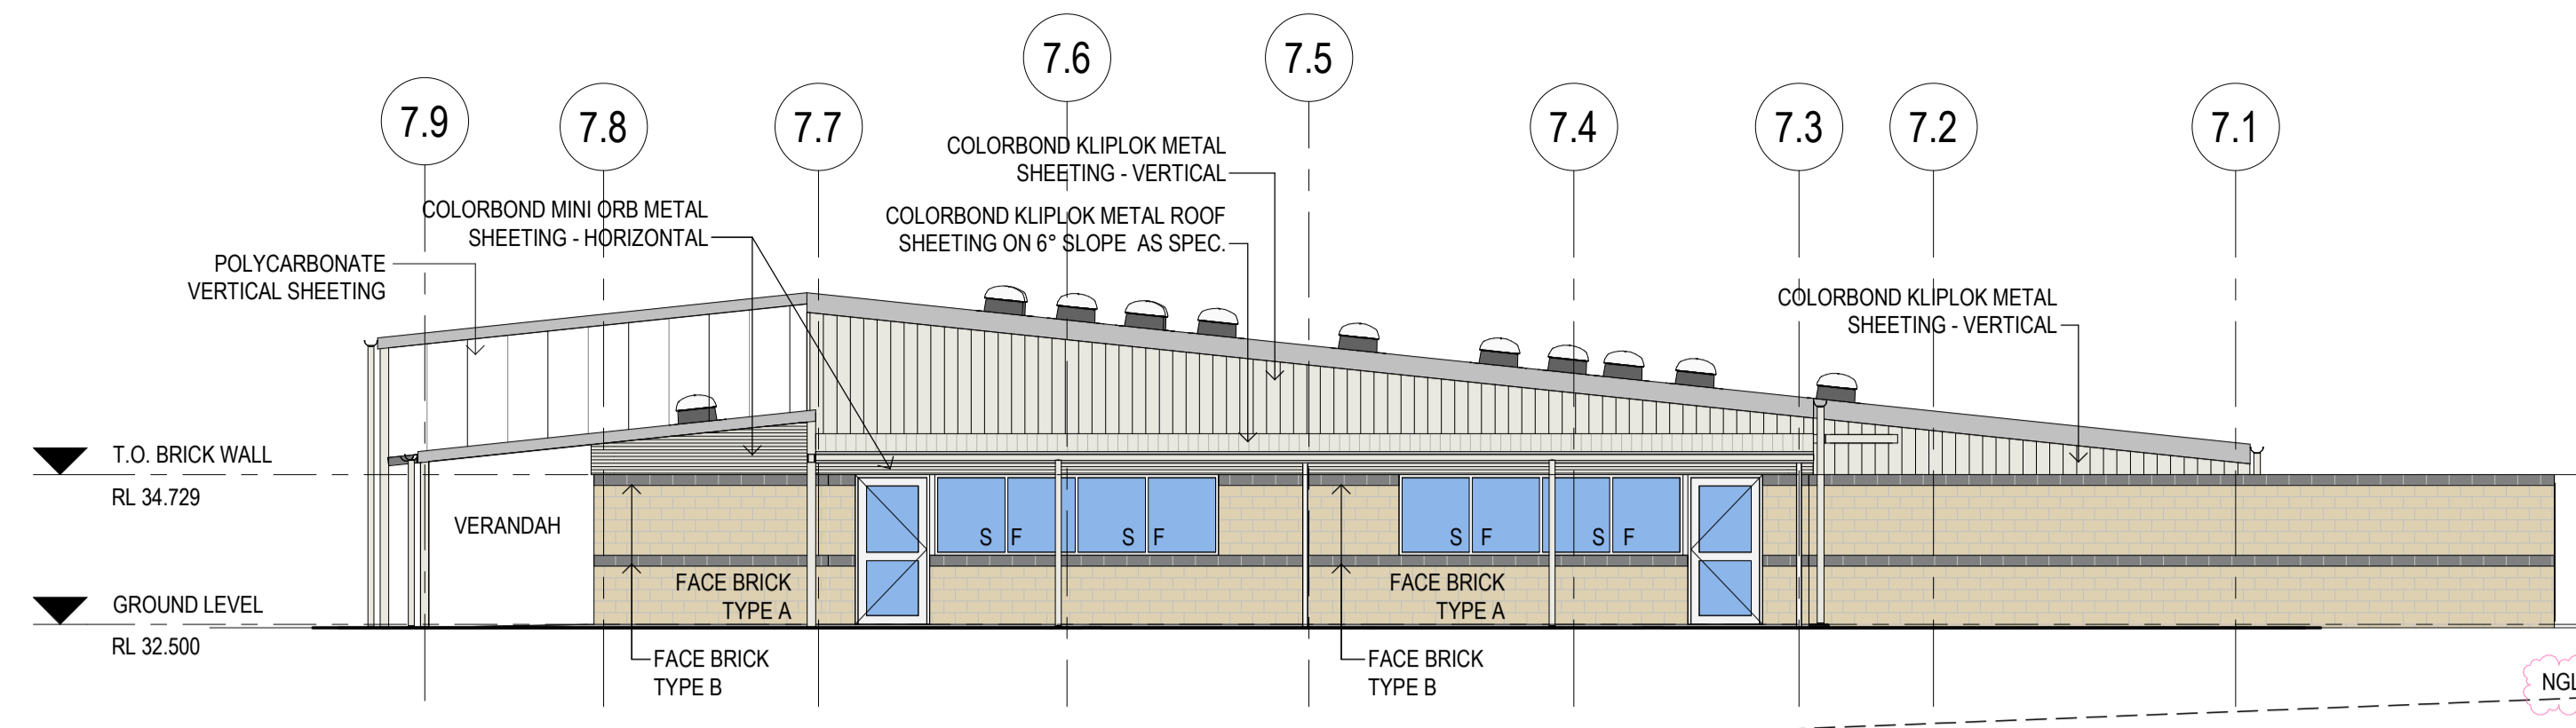 7.9
7.8
7.7
7.6
7.5
7.4
7.3
7.2
7.1
COLORBOND KLIPLOK METAL
SHEETING - VERTICAL
COLORBOND MINI ORB METAL
SHEETING - HORIZONTAL
COLORBOND KLIPLOK METAL ROOF
SHEETING ON 6° SLOPE AS SPEC.
POLYCARBONATE
VERTICAL SHEETING
COLORBOND KLIPLOK METAL
SHEETING - VERTICAL
T.O. BRICK WALL
RL 34.729
VERANDAH
S F
S F
S F
S F
FACE BRICK
TYPE A
FACE BRICK
TYPE A
GROUND LEVEL
RL 32.500
FACE BRICK
TYPE B
FACE BRICK
TYPE B
NGL